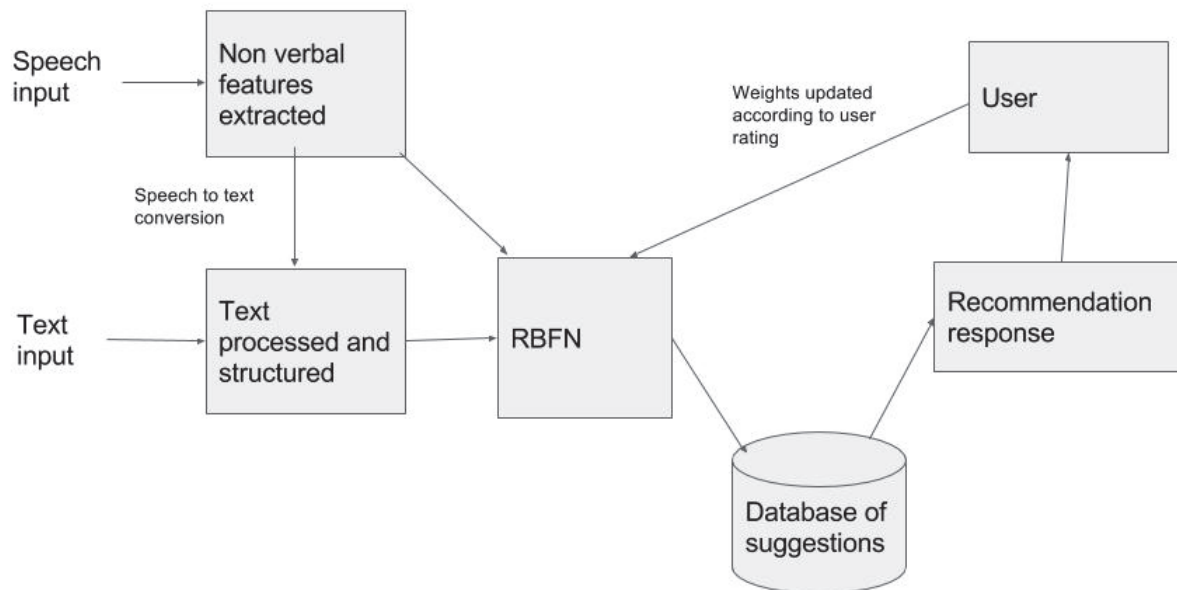 Speech
input
Non verbal
features
extracted
Weights updated
according to user
rating
User
Speech to text
conversion
Text
input
Text
processed and
structured
RBFN
Recommendation
response
Database of
suggestions